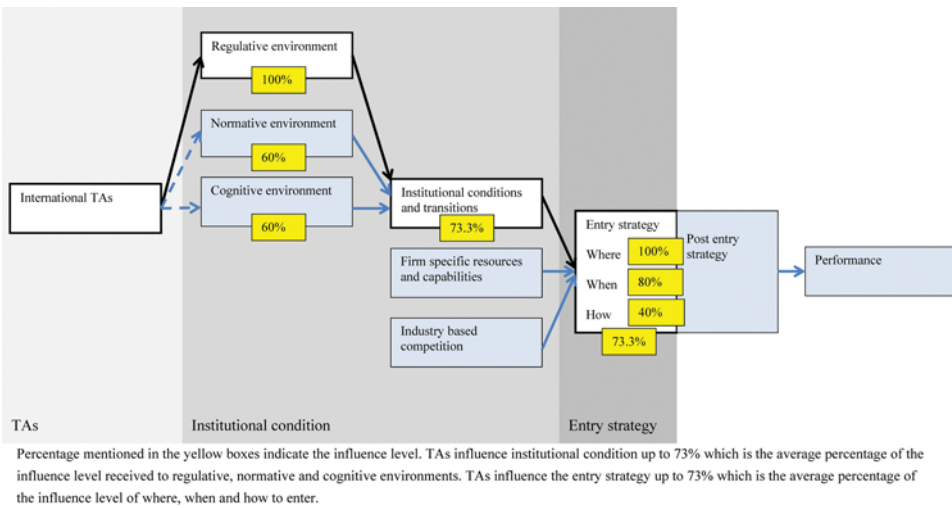 Regulative environment
100%
Normative environment
60%
Cognitive environment
60%
International TAs
Institutional conditions
and transitions
73.3%
Firm specific resources
and capabilities
Industry based
competition
Entry strategy
Where 100%
When 80%
How 40%
73.3%
Post entry
strategy
Performance
TAs
Institutional condition
Entry strategy
Percentage mentioned in the yellow boxes indicate the influence level. TAs influence institutional condition up to 73% which is the average percentage of the
influence level received to regulative, normative and cognitive environments. TAs influence the entry strategy up to 73% which is the average percentage of
the influence level of where, when and how to enter.